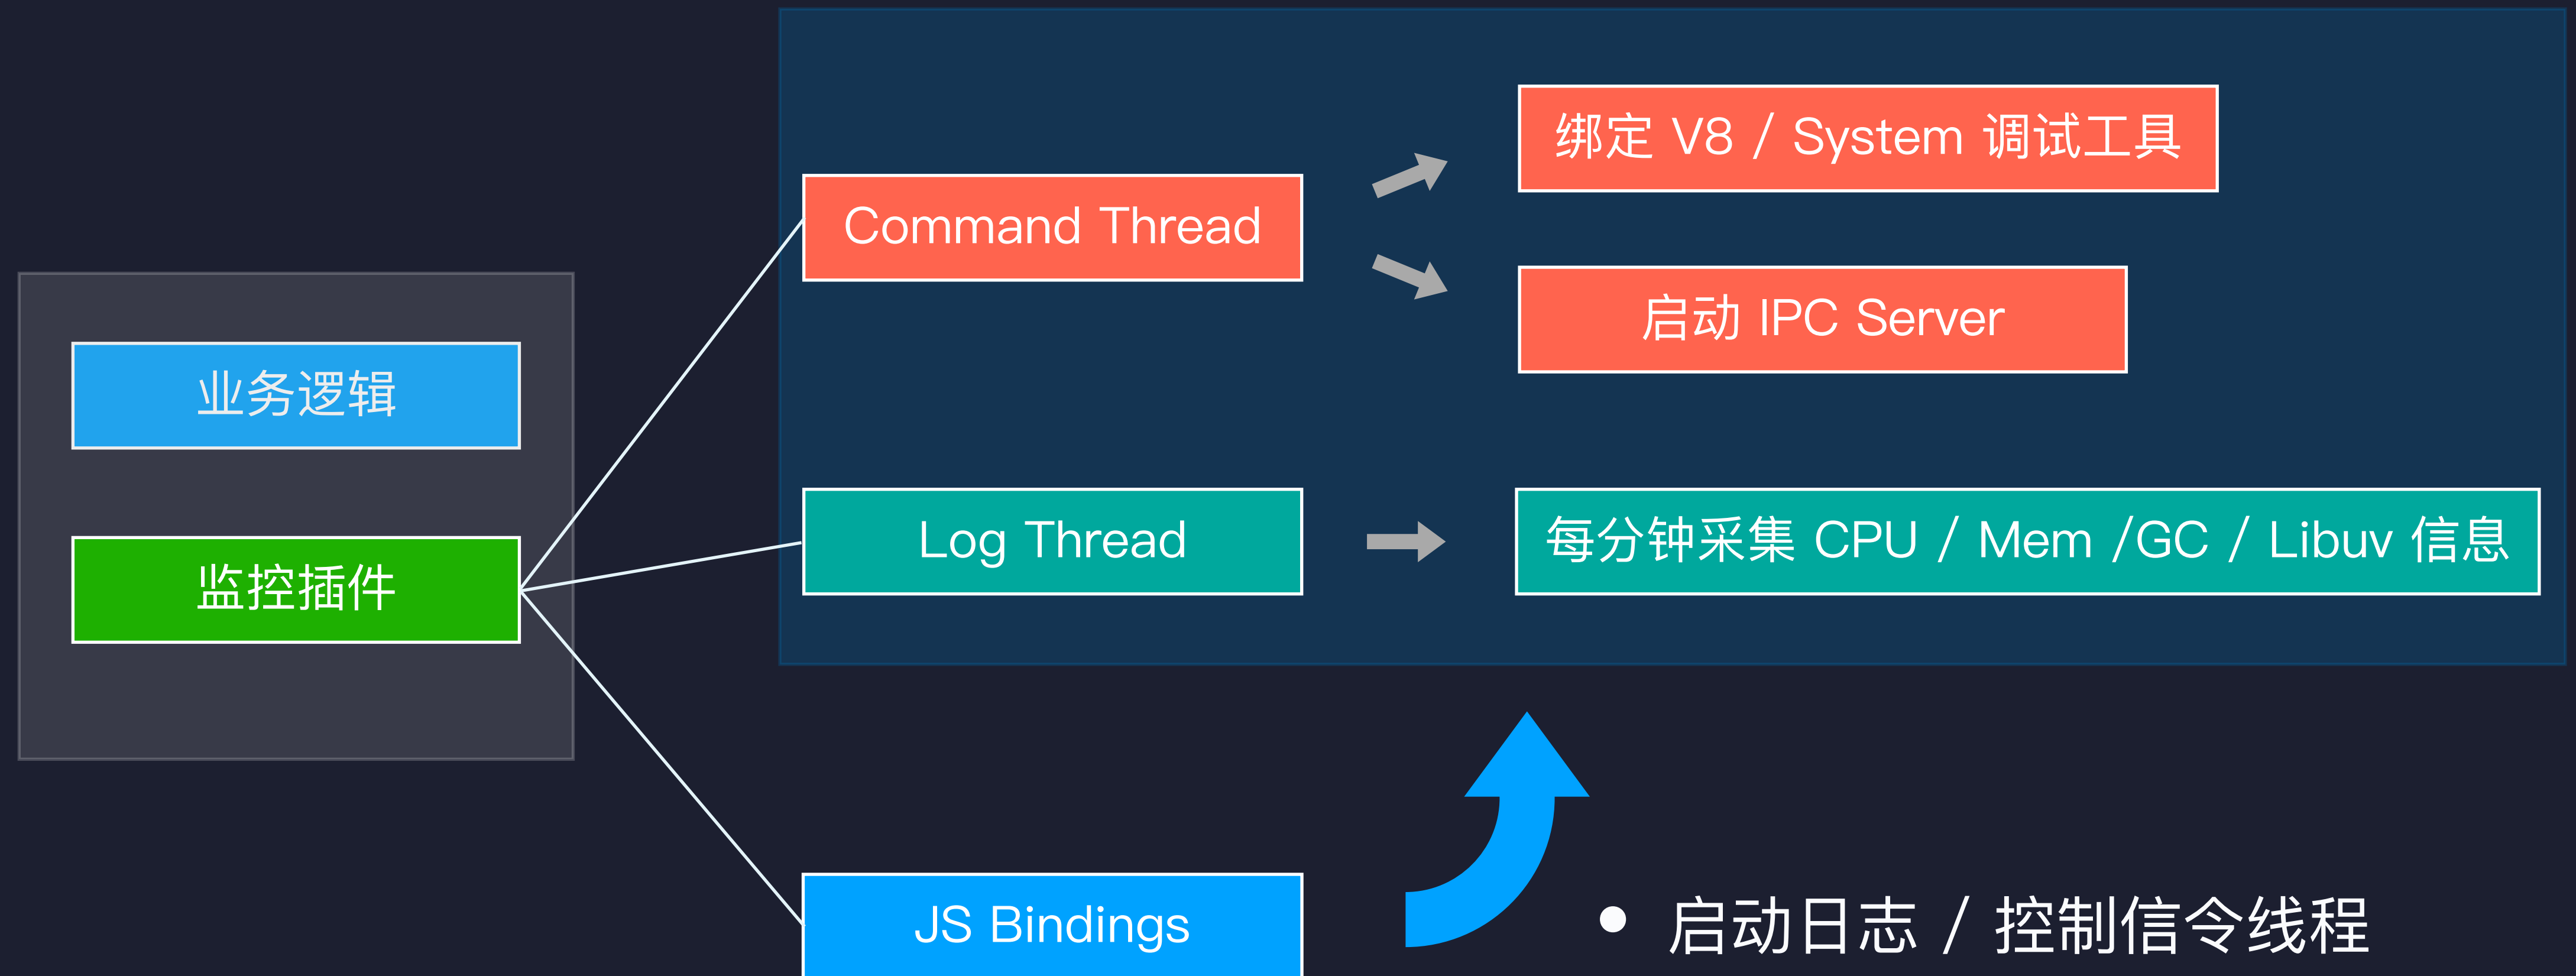 绑定 V8 / System 调试工具
Command Thread
启动 IPC Server
业务逻辑
Log Thread
每分钟采集 CPU / Mem /GC / Libuv 信息
监控插件
JS Bindings
• 启动日志 / 控制信令线程